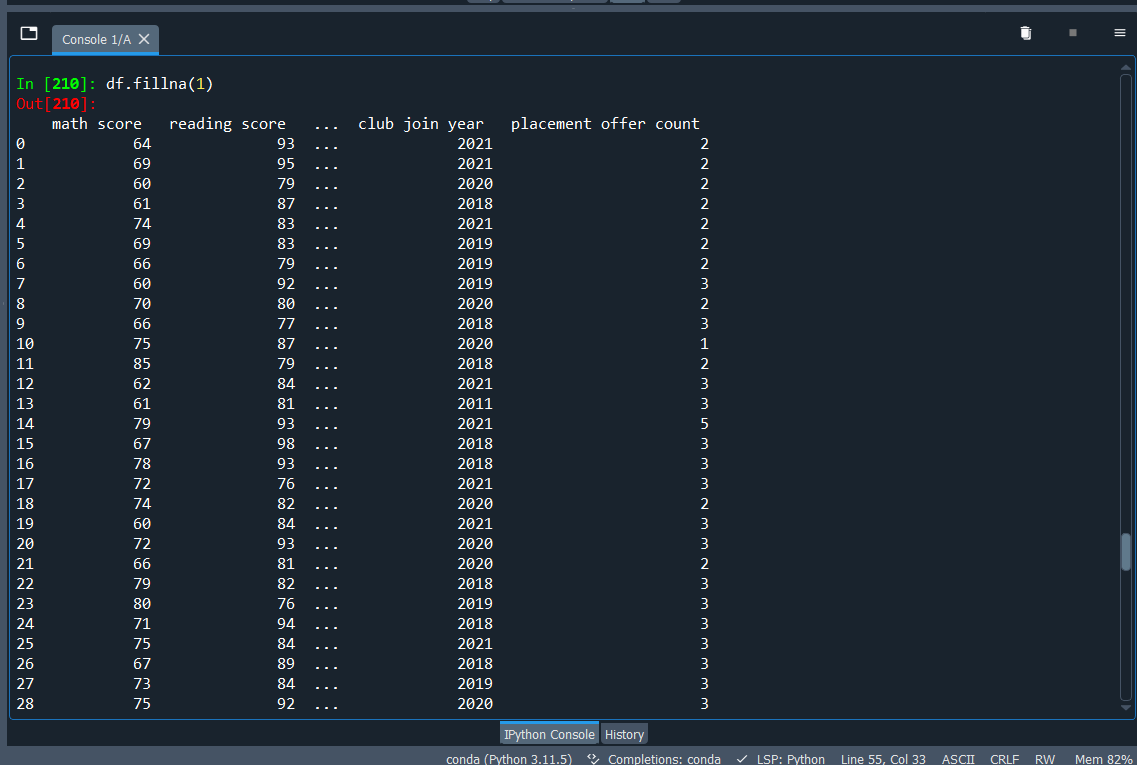 Console 1/A
In [210]: df.fillna(1)
Out[210]:
math score reading score ... club join year placement offer count
0 64 93 ... 2021 2
1 69 95 ... 2021 2
2 60 79 ... 2020 2
3 61 87 ... 2018 2
4 74 83 ... 2021 2
5 69 83 ... 2019 2
6 66 79 ... 2019 2
7 60 92 ... 2019 3
8 70 80 ... 2020 2
9 66 77 ... 2018 3
10 75 87 ... 2020 1
11 85 79 ... 2018 2
12 62 84 ... 2021 3
13 61 81 ... 2011 3
14 79 93 ... 2021 5
15 67 98 ... 2018 3
16 78 93 ... 2018 3
17 72 76 ... 2021 3
18 74 82 ... 2020 2
19 60 84 ... 2021 3
20 72 93 ... 2020 3
21 66 81 ... 2020 2
22 79 82 ... 2018 3
23 80 76 ... 2019 3
24 71 94 ... 2018 3
25 75 84 ... 2021 3
26 67 89 ... 2018 3
27 73 84 ... 2019 3
28 75 92 ... 2020 3
IPython Console History
conda (Python 3.11.5) Completions: conda LSP: Python Line 55, Col 33 ASCII CRLF RW Mem 82%